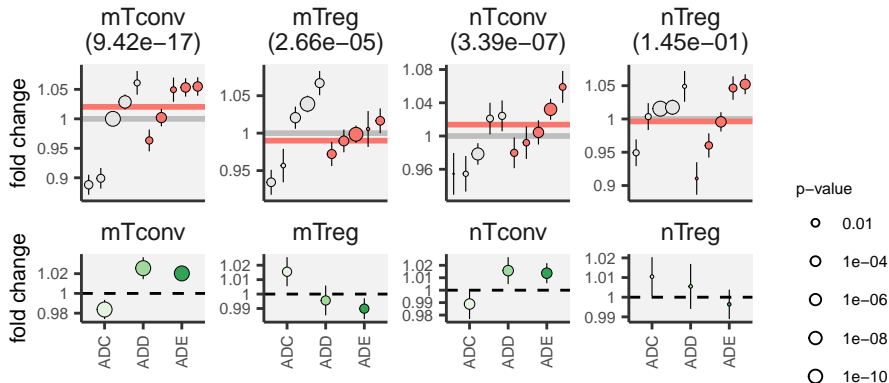 mTconv
(9.42e−17)
mTreg
(2.66e−05)
nTconv
(3.39e−07)
nTreg
(1.45e−01)
fold change
1.05
1
0.95
0.9
1.05
1
0.95
1.08
1.04
1
0.96
1.05
1
0.95
0.9
mTconv
mTreg
nTconv
nTreg
fold change
1.02
1
0.98
1.02
1.01
1
0.99
1.02
1.01
1
0.99
0.98
1.02
1.01
1
0.99
ADC
ADD
ADE
ADC
ADD
ADE
ADC
ADD
ADE
ADC
ADD
ADE
p−value
0.01
1e−04
1e−06
1e−08
1e−10